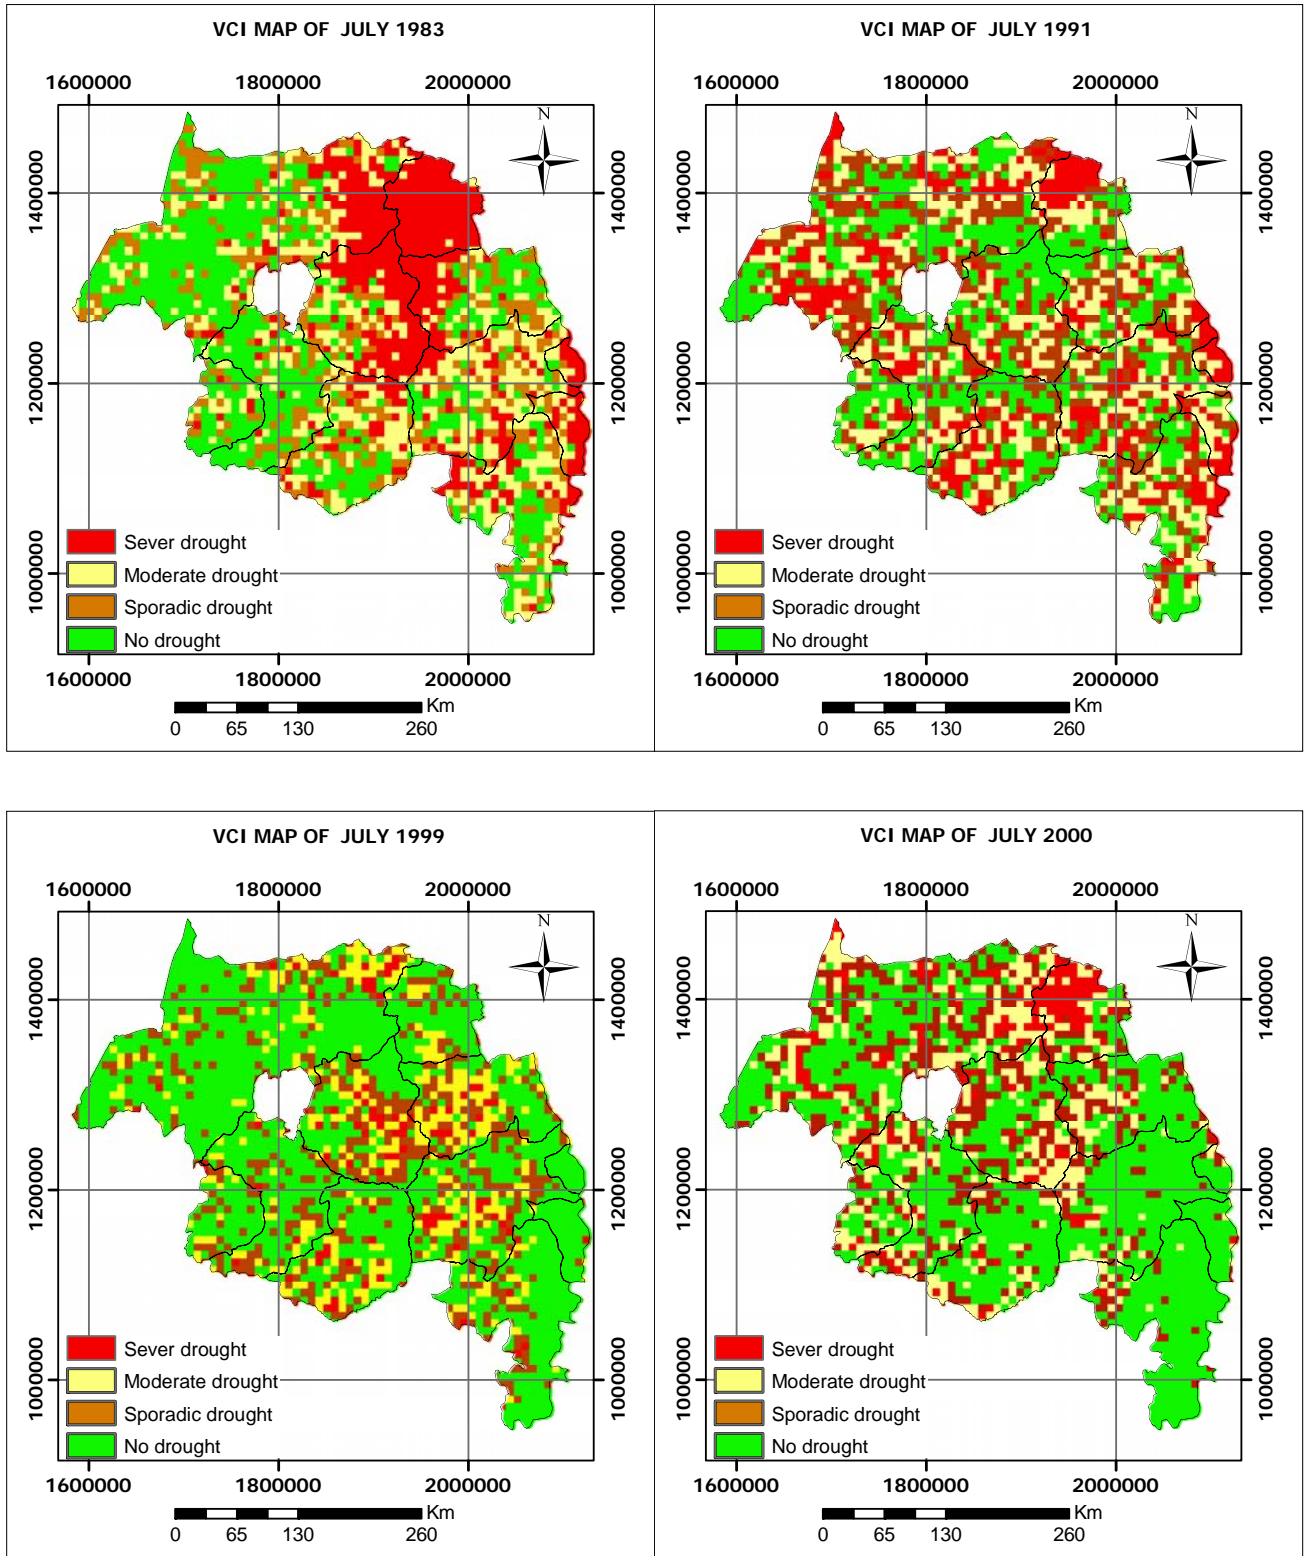 VCI MAP OF JULY 1983
1600000 1800000 2000000
N
1400000 1400000
1200000 1200000
1000000 1000000
Sever drought
Moderate drought
Sporadic drought
No drought
1600000 1800000 2000000
Km
0 65 130 260
VCI MAP OF JULY 1991
1600000 1800000 2000000
N
1400000 1400000
1200000 1200000
1000000 1000000
Sever drought
Moderate drought
Sporadic drought
No drought
1600000 1800000 2000000
Km
0 65 130 260
VCI MAP OF JULY 1999
1600000 1800000 2000000
N
1400000 1400000
1200000 1200000
1000000 1000000
Sever drought
Moderate drought
Sporadic drought
No drought
1600000 1800000 2000000
Km
0 65 130 260
VCI MAP OF JULY 2000
1600000 1800000 2000000
N
1400000 1400000
1200000 1200000
1000000 1000000
Sever drought
Moderate drought
Sporadic drought
No drought
1600000 1800000 2000000
Km
0 65 130 260